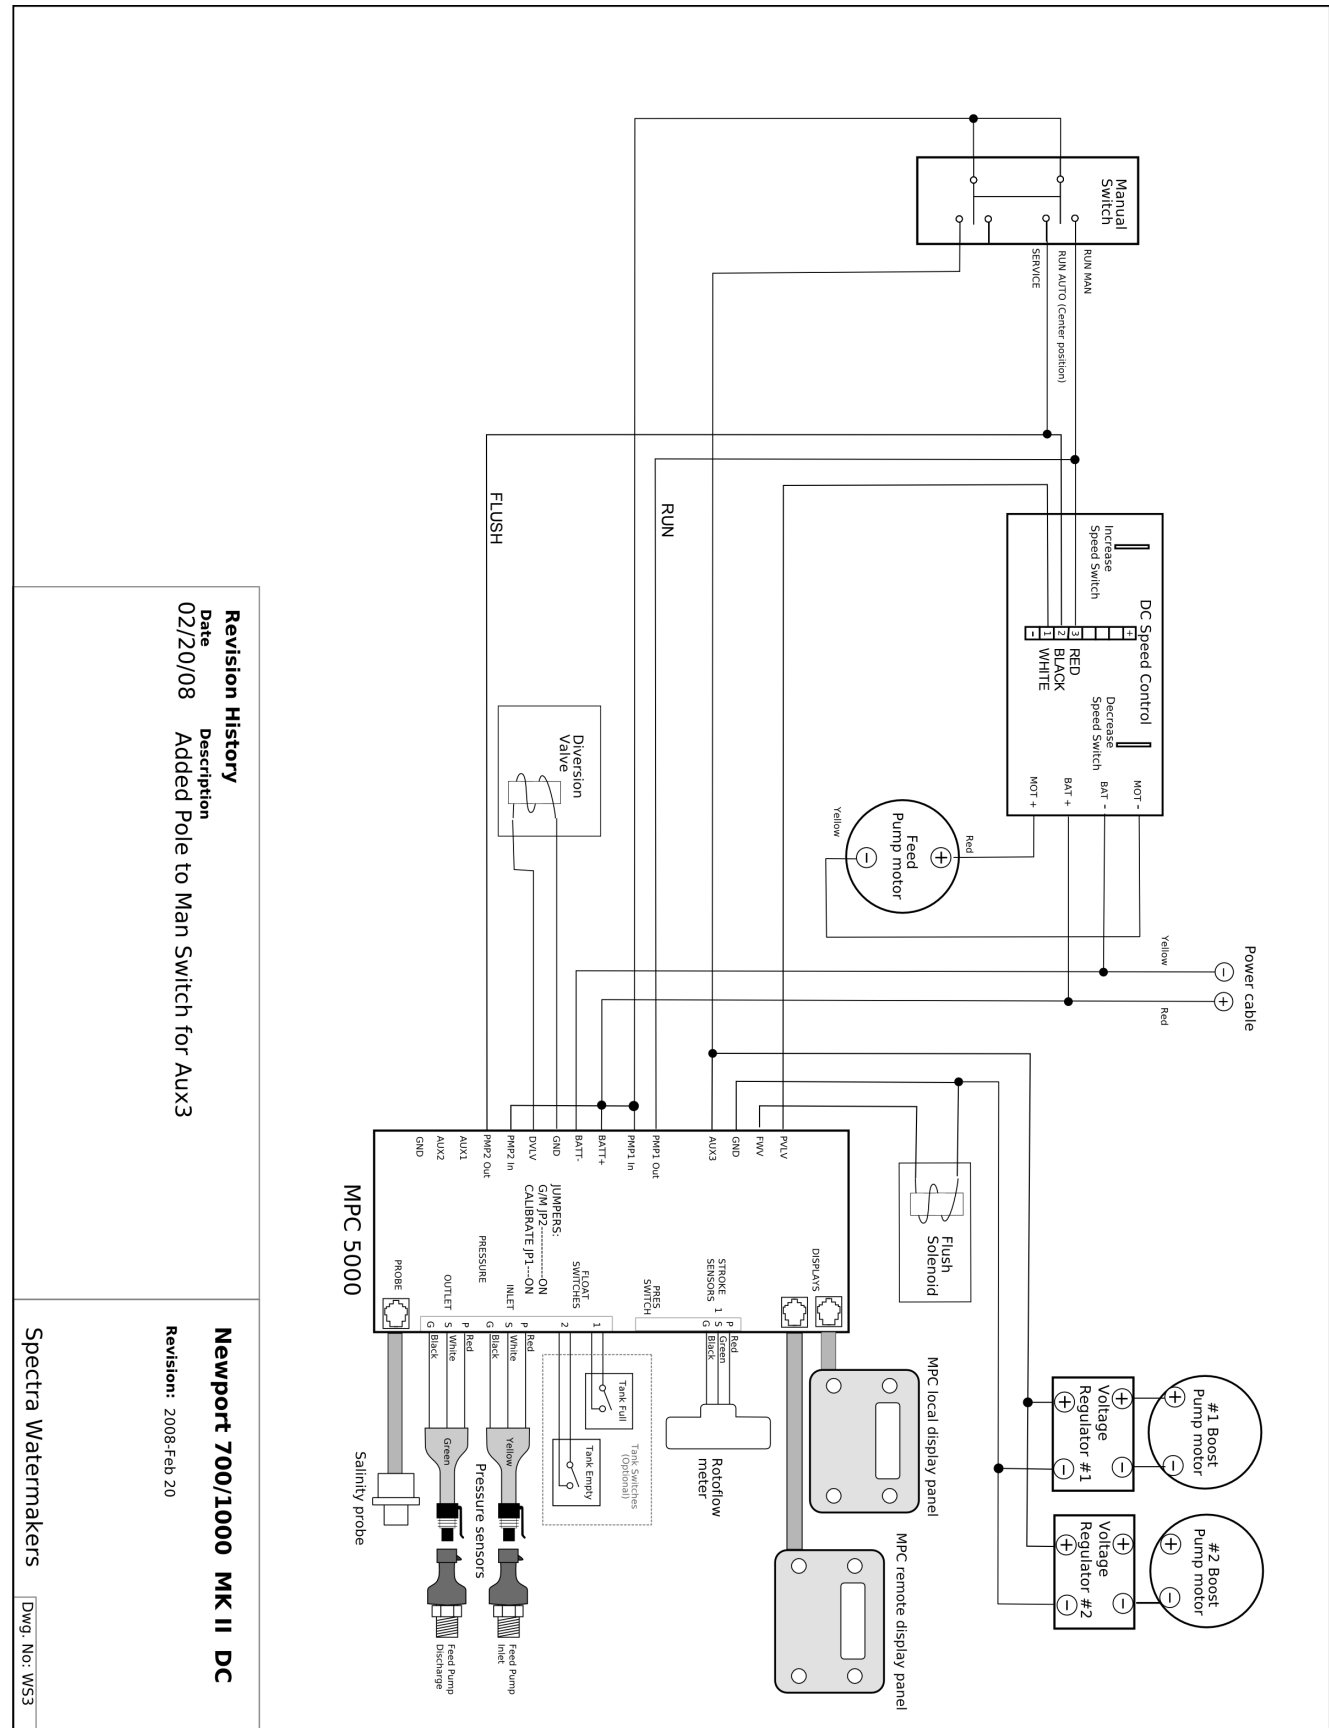 Manual
Switch
RUN MAN
RUN AUTO (Center position)
SERVICE
FLUSH
RUN
Increase
Speed Switch
DC Speed Control
+
3
2
1
-
RED
BLACK
WHITE
Decrease
Speed Switch
MOT -
BAT -
BAT +
MOT +
Feed
Pump motor
+
-
Red
Yellow
Power cable
-
+
Yellow
Red
Diversion
Valve
Flush
Solenoid
PVLV
FWV
GND
AUX3
PMP1 Out
PMP1 In
BATT+
BATT-
GND
DVLV
PMP2 In
PMP2 Out
AUX1
AUX2
GND
JUMPERS:
G/M JP2-----------ON
CALIBRATE JP1---ON
MPC 5000
DISPLAYS
STROKE 1
SENSORS
P
S
G
PRES
SWITCH
FLOAT
SWITCHES
1
2
PRESSURE
INLET
P
S
G
OUTLET
P
S
G
PROBE
Red
Green
Black
Red
White
Black
Red
White
Black
Tank Full
Tank Empty
Tank Switches
(Optional)
Rotoflow
meter
MPC local display panel
MPC remote display panel
#1 Boost
Pump motor
+
-
Voltage
Regulator #1
+
-
+
-
#2 Boost
Pump motor
+
-
Voltage
Regulator #2
+
-
+
-
Yellow
Green
Pressure sensors
Feed Pump
Inlet
Feed Pump
Discharge
Salinity probe
Revision History
Date Description
02/20/08 Added Pole to Man Switch for Aux3
Newport 700/1000 MK II DC
Revision: 2008-Feb 20
Spectra Watermakers
Dwg. No: WS3